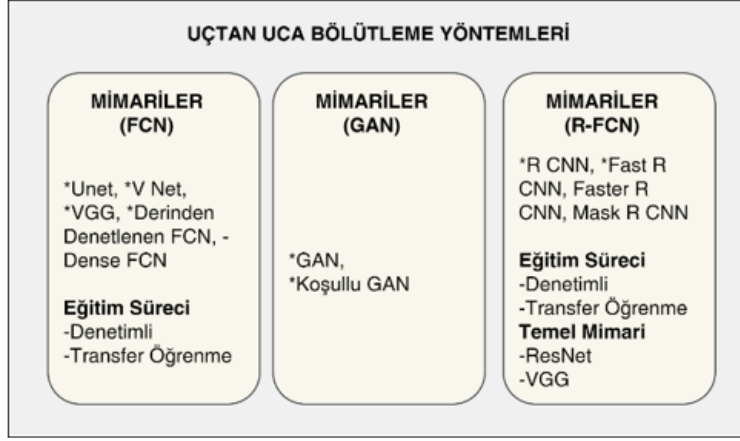 UÇTAN UCA BÖLÜTLEME YÖNTEMLERİ
MİMARİLER
(FCN)
*Unet, *V Net,
*VGG, *Derinden
Denetlenen FCN, -
Dense FCN
Eğitim Süreci
-Denetimli
-Transfer Öğrenme
MİMARİLER
(GAN)
*GAN,
*Koşullu GAN
MİMARİLER
(R-FCN)
*R CNN, *Fast R
CNN, Faster R
CNN, Mask R CNN
Eğitim Süreci
-Denetimli
-Transfer Öğrenme
Temel Mimari
-ResNet
-VGG